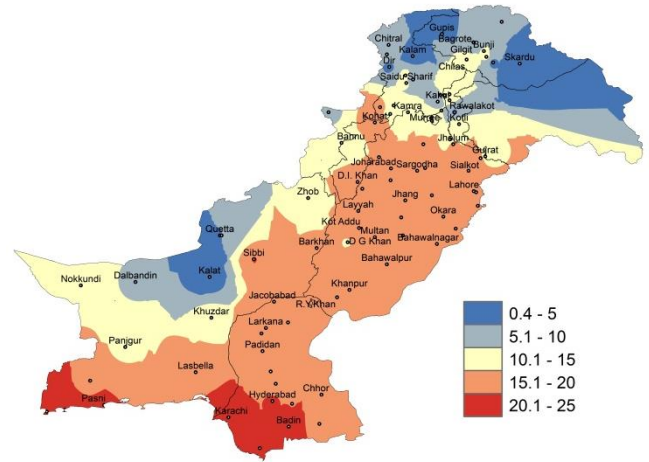 Gupis
Chitral
Bagrote
Kalam
Gilgit
Bunji
Skardu
Dir
Chilas
Saidu Sharif
Kakul
Kamra
Rawalakot
Kohat
Murree
Kotli
Bannu
Jhelum
Gujrat
Joharabad
Sargodha
Sialkot
D.I. Khan
Zhob
Jhang
Lahore
Layyah
Okara
Kot Addu
Quetta
Multan
Barkhan
D G Khan
Bahawalnagar
Sibbi
Bahawalpur
Nokkundi
Dalbandin
Kalat
Khanpur
Jacobabad
R.Y.Khan
Khuzdar
Larkana
Panjgur
Padidan
Lasbella
Pasni
Hyderabad
Chhor
Karachi
Badin
0.4 - 5
5.1 - 10
10.1 - 15
15.1 - 20
20.1 - 25